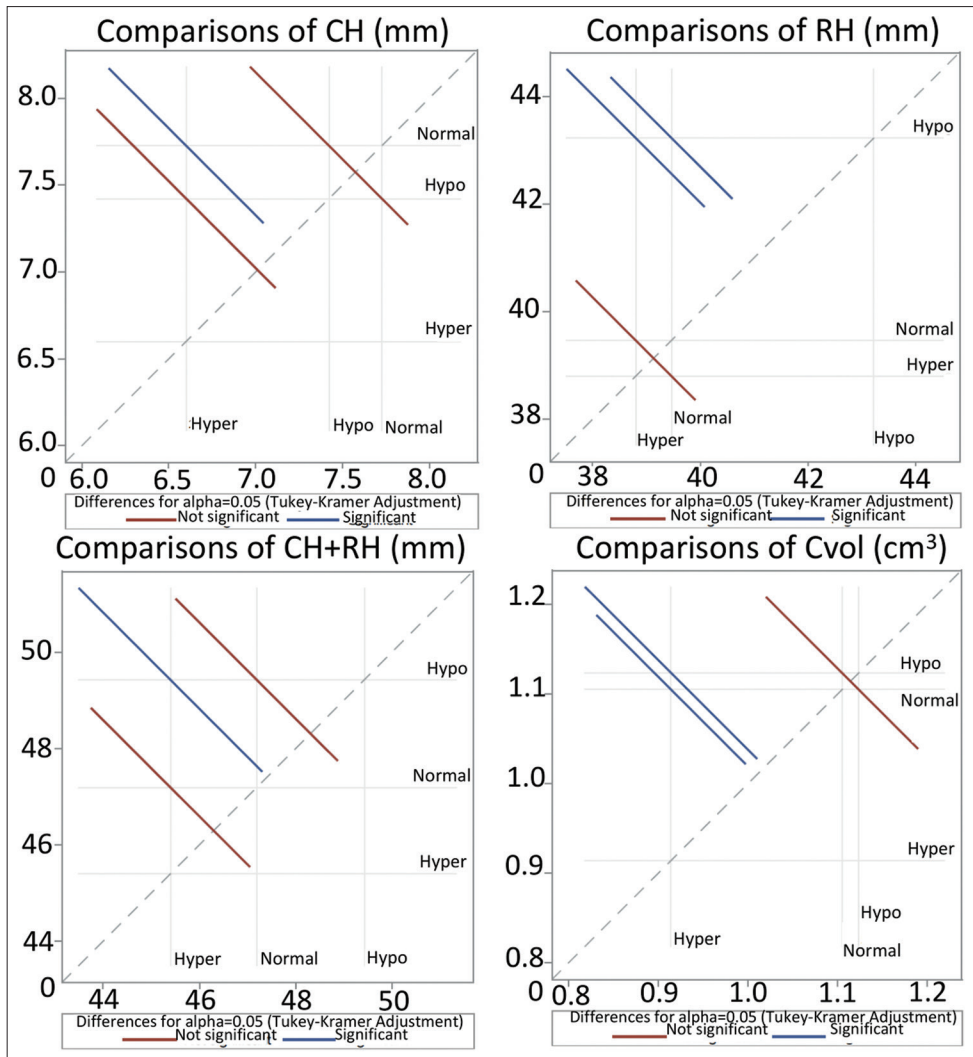 Comparisons of CH (mm)
8.0
7.5
7.0
6.5
6.0
0
Normal
Hypo
Hyper
Hyper
Hypo
Normal
6.0 6.5 7.0 7.5 8.0
Differences for alpha=0.05 (Tukey-Kramer Adjustment)
Not significant Significant
Comparisons of RH (mm)
44
42
40
38
0
Hypo
Normal
Hyper
Normal
Hyper
Hypo
38 40 42 44
Differences for alpha=0.05 (Tukey-Kramer Adjustment)
Not significant Significant
Comparisons of CH+RH (mm)
50
48
46
44
0
Hypo
Normal
Hyper
Hyper Normal Hypo
44 46 48 50
Differences for alpha=0.05 (Tukey-Kramer Adjustment)
Not significant Significant
Comparisons of Cvol (cm³)
1.2
1.1
1.0
0.9
0.8
0
Hypo
Normal
Hyper
Hypo
Hyper
Normal
0.8 0.9 1.0 1.1 1.2
Differences for alpha=0.05 (Tukey-Kramer Adjustment)
Not significant Significant